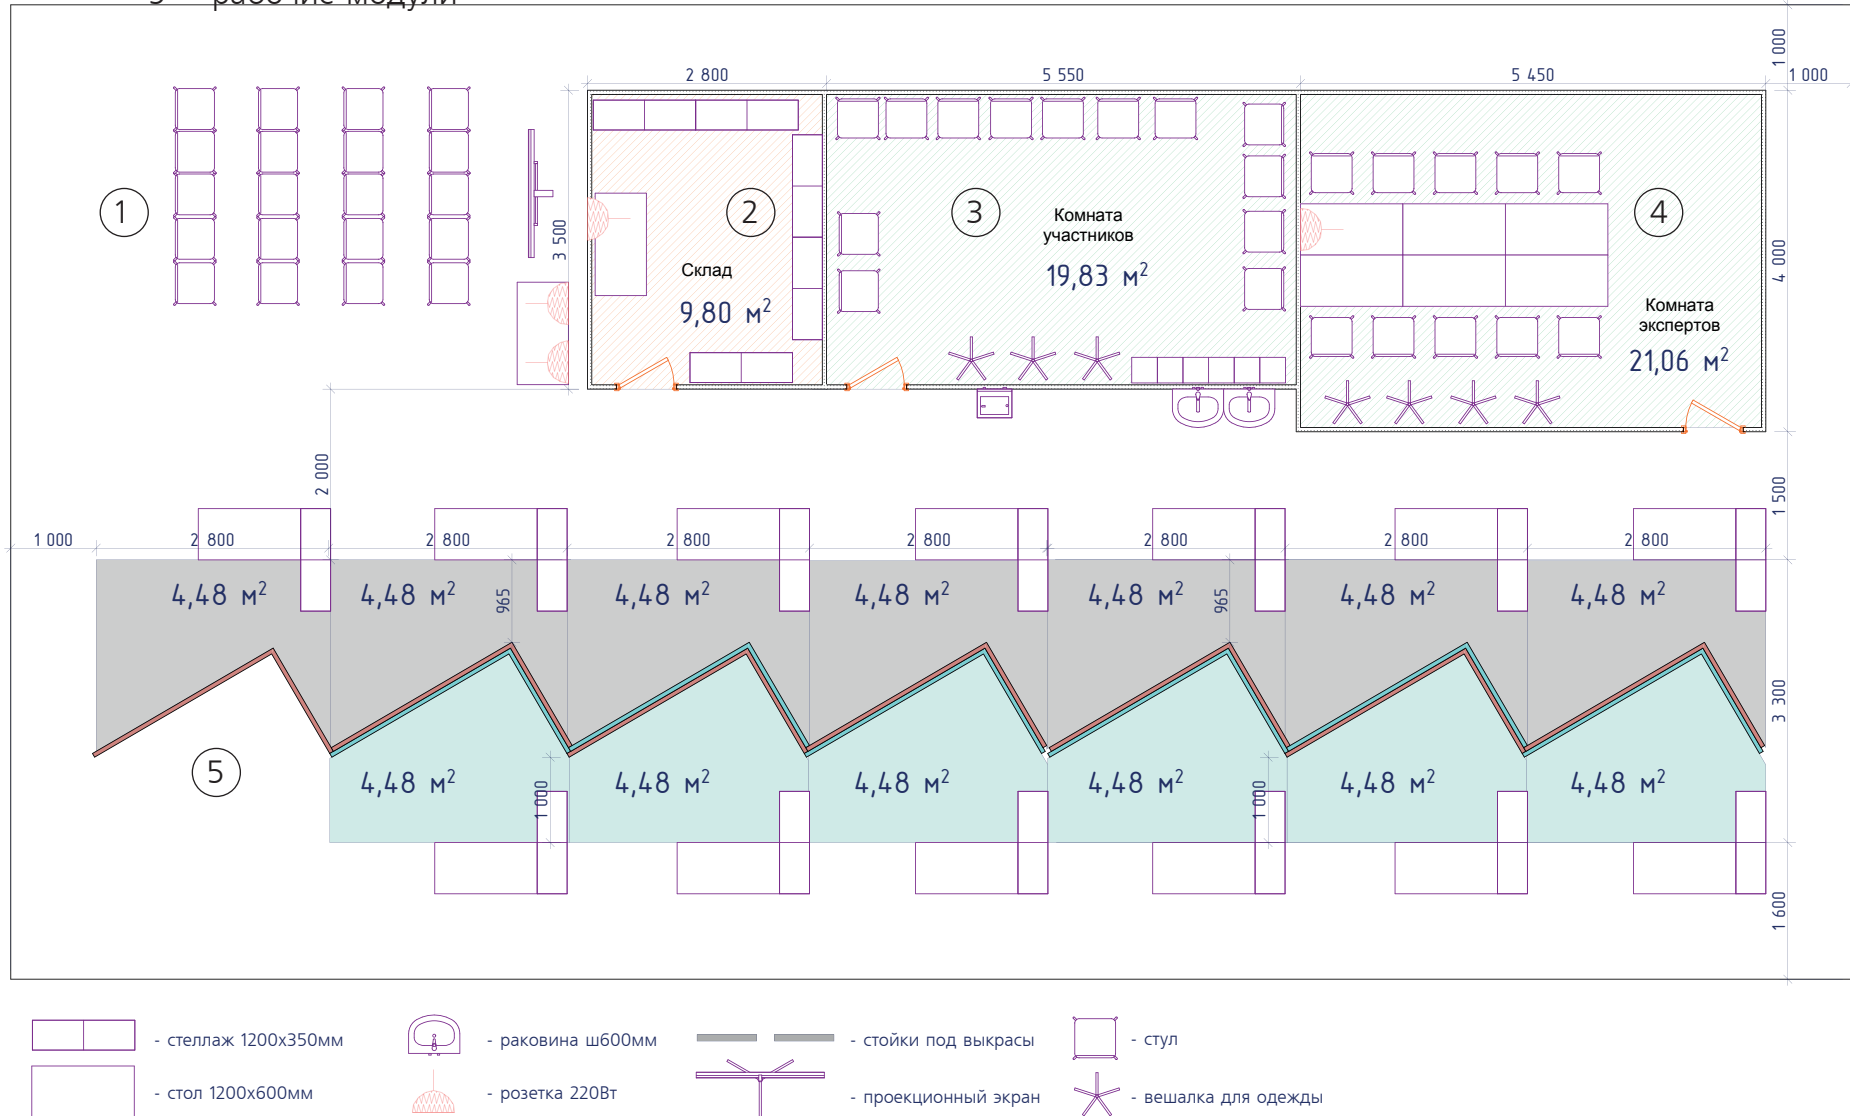 5 - рабочие модули
1 000
2 800
5 550
5 450
1 000
1
2
3
4
3 500
4 000
Склад
9,80 м²
Комната
участников
19,83 м²
Комната
экспертов
21,06 м²
2 000
1 500
1 000
2 800
2 800
2 800
2 800
2 800
2 800
2 800
4,48 м²
4,48 м²
4,48 м²
4,48 м²
4,48 м²
4,48 м²
4,48 м²
965
965
3 300
5
4,48 м²
4,48 м²
4,48 м²
4,48 м²
4,48 м²
4,48 м²
1 000
1 000
1 600
- стеллаж 1200х350мм
- раковина ш600мм
- стойки под выкрасы
- стул
- стол 1200х600мм
- розетка 220Вт
- проекционный экран
- вешалка для одежды